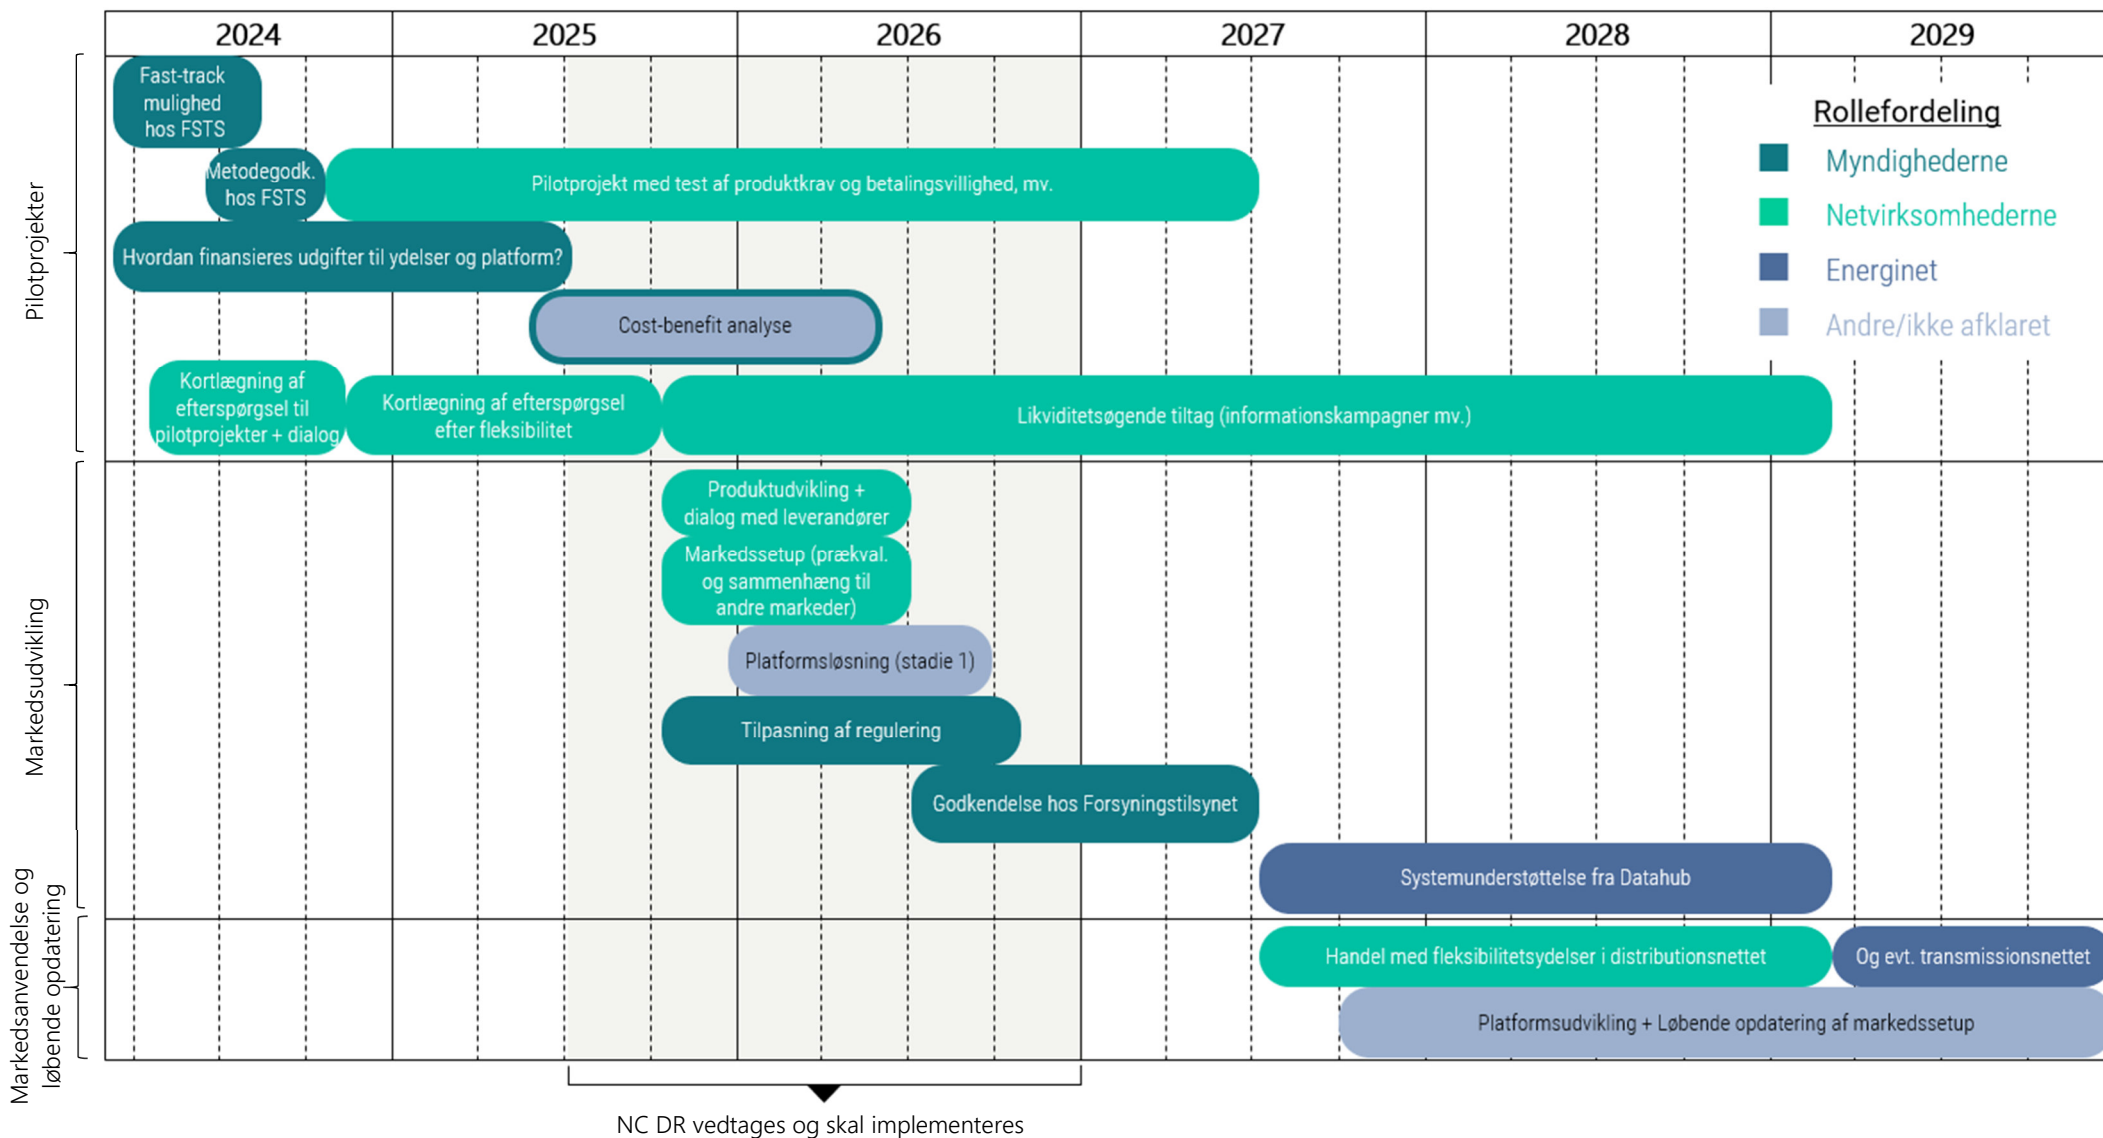 2024
2025
2026
2027
2028
2029
Pilotprojekter
Fast-track
mulighed
hos FSTS
Metodegodk.
hos FSTS
Pilotprojekt med test af produktkrav og betalingsvillighed, mv.
Hvordan finansieres udgifter til ydelser og platform?
Cost-benefit analyse
Kortlægning af
efterspørgsel til
pilotprojekter + dialog
Kortlægning af efterspørgsel
efter fleksibilitet
Likviditetsøgende tiltag (informationskampagner mv.)
Rollefordeling
Myndighederne
Netvirksomhederne
Energinet
Andre/ikke afklaret
Markedsudvikling
Produktudvikling +
dialog med leverandører
Markedssetup (prækval.
og sammenhæng til
andre markeder)
Platformsløsning (stadie 1)
Tilpasning af regulering
Godkendelse hos Forsyningstilsynet
Systemunderstøttelse fra Datahub
Markedsanvendelse og
løbende opdatering
Handel med fleksibilitetsydelser i distributionsnettet
Og evt. transmissionsnettet
Platformsudvikling + Løbende opdatering af markedssetup
NC DR vedtages og skal implementeres